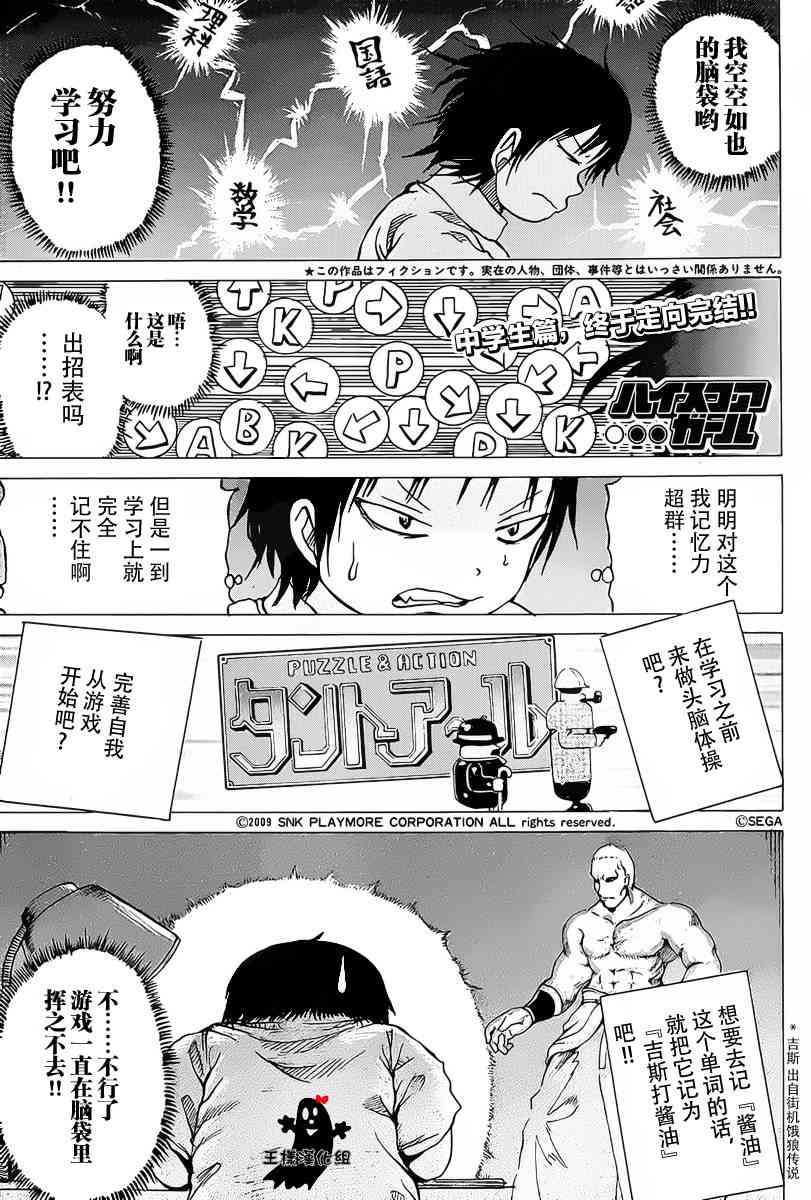 我空空如也
的脑袋哟
国語
理科
数学
社会
努力
学习吧!!
★この作品はフィクションです。実在の人物、団体、事件等とはいっさい関係ありません。
中学生篇，终于走向完结!!
ハイスコア
ガール
唔…
这是
什么啊
出招表吗
……!?
P
K
A
K
P
A
B
K
P
D
K
明明对这个
我记忆力
超群……
但是一到
学习上就
完全
记不住啊
在学习之前
来做头脑体操
吧?
PUZZLE & ACTION
タントアール
完善自我
从游戏
开始吧?
©2009 SNK PLAYMORE CORPORATION ALL rights reserved.
©SEGA
想要去记『酱油』
这个单词的话，
就把它记为
『吉斯打酱油』
吧!!
不……不行了
游戏一直在脑袋里
挥之不去!!
王样汉化组
*吉斯 出自街机饿狼传说